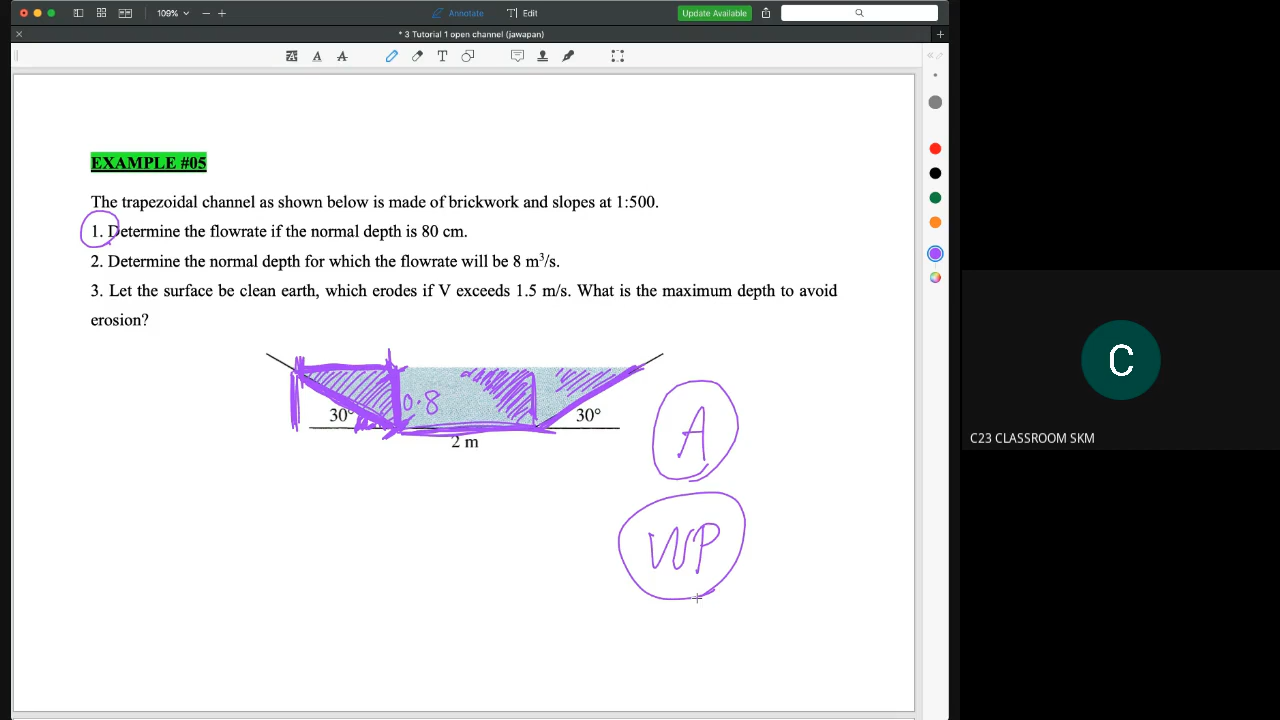 109%
Annotate
Edit
Update Available
* 3 Tutorial 1 open channel (jawapan)
EXAMPLE #05
The trapezoidal channel as shown below is made of brickwork and slopes at 1:500.
1. Determine the flowrate if the normal depth is 80 cm.
2. Determine the normal depth for which the flowrate will be 8 m³/s.
3. Let the surface be clean earth, which erodes if V exceeds 1.5 m/s. What is the maximum depth to avoid
erosion?
30°
0.8
30°
2 m
A
WP
C
C23 CLASSROOM SKM